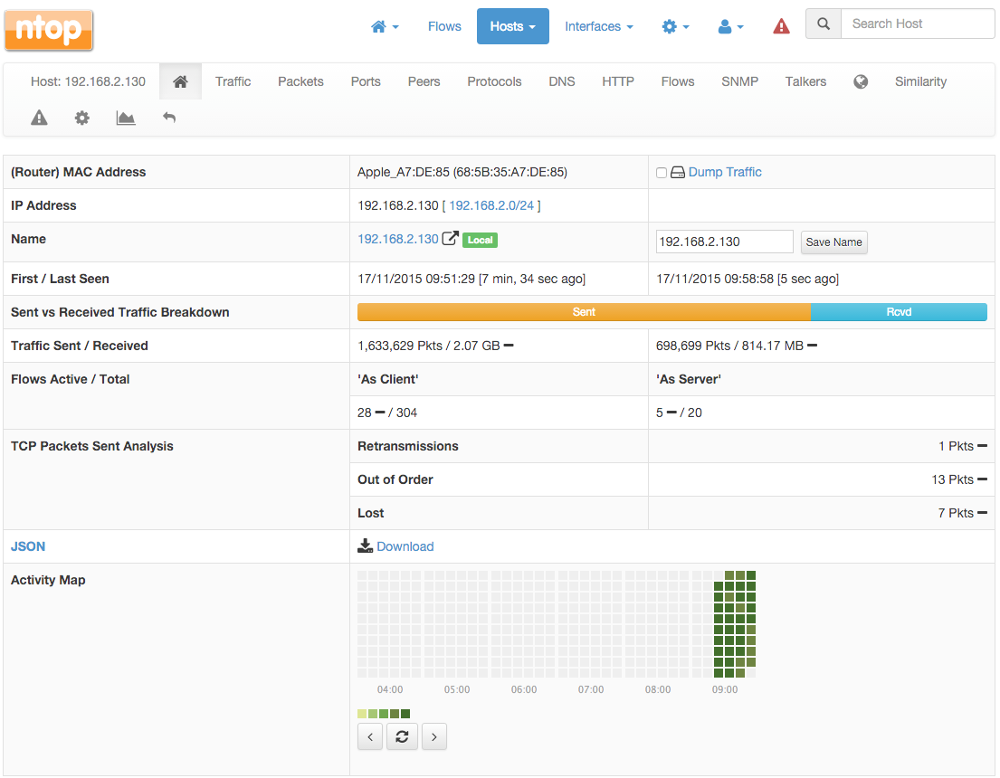 ntop
Flows Hosts Interfaces Search Host
Host: 192.168.2.130 Traffic Packets Ports Peers Protocols DNS HTTP Flows SNMP Talkers Similarity
(Router) MAC Address Apple_A7:DE:85 (68:5B:35:A7:DE:85) Dump Traffic
IP Address 192.168.2.130 [ 192.168.2.0/24 ]
Name 192.168.2.130 Local 192.168.2.130 Save Name
First / Last Seen 17/11/2015 09:51:29 [7 min, 34 sec ago] 17/11/2015 09:58:58 [5 sec ago]
Sent vs Received Traffic Breakdown Sent Rcvd
Traffic Sent / Received 1,633,629 Pkts / 2.07 GB 698,699 Pkts / 814.17 MB
Flows Active / Total 'As Client' 'As Server'
28 / 304 5 / 20
TCP Packets Sent Analysis Retransmissions 1 Pkts
Out of Order 13 Pkts
Lost 7 Pkts
JSON Download
Activity Map
04:00 05:00 06:00 07:00 08:00 09:00